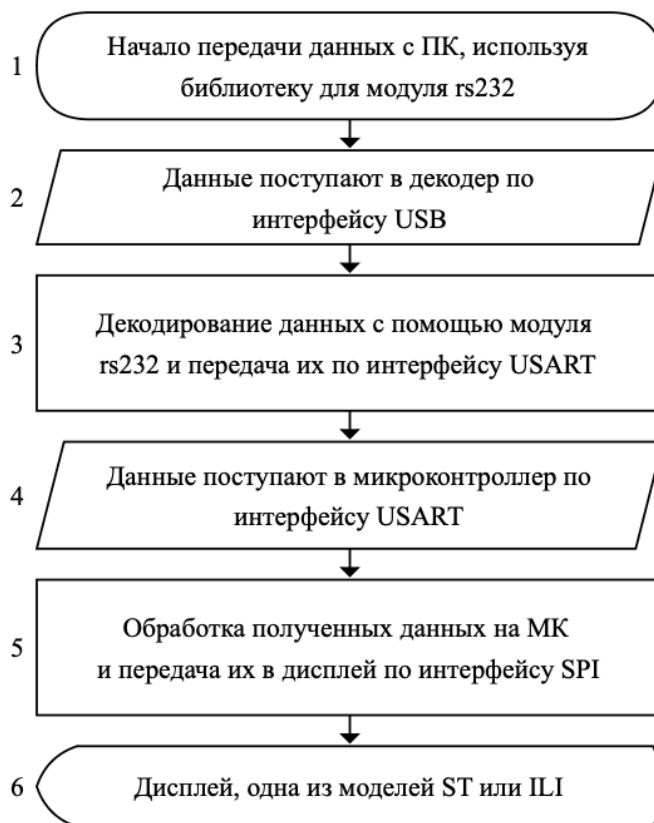 1
Начало передачи данных с ПК, используя
библиотеку для модуля rs232
2
Данные поступают в декодер по
интерфейсу USB
3
Декодирование данных с помощью модуля
rs232 и передача их по интерфейсу USART
4
Данные поступают в микроконтроллер по
интерфейсу USART
5
Обработка полученных данных на МК
и передача их в дисплей по интерфейсу SPI
6
Дисплей, одна из моделей ST или ILI